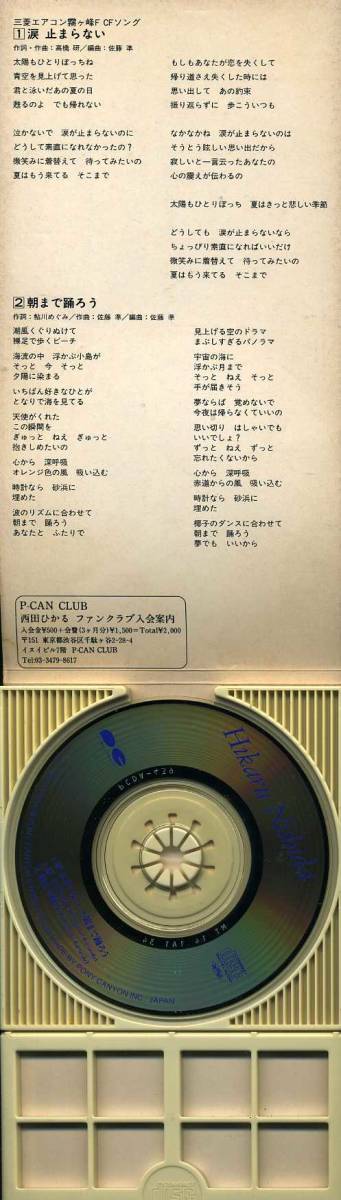 三菱エアコン霧ヶ峰F CFソング
1 涙 止まらない
作詞・作曲：高橋 研／編曲：佐藤 準
太陽もひとりぼっちね
青空を見上げて思った
君と泳いだあの夏の日
甦るのよ でも帰れない
泣かないで 涙が止まらないのに
どうして素直になれなかったの？
微笑みに着替えて 待ってみたいの
夏はもう来てる そこまで
もしもあなたが恋を失くして
帰り道さえ失くした時には
思い出して あの約束
振り返らずに 歩こういつも
なかなかね 涙が止まらないのは
そうとう眩しい思い出だから
寂しいと一言云ったあなたの
心の震えが伝わるの
太陽もひとりぼっち 夏はきっと悲しい季節
どうしても 涙が止まらないなら
ちょっぴり素直になればいいだけ
微笑みに着替えて 待ってみたいの
夏はもう来てる そこまで
2 朝まで踊ろう
作詞：鮎川めぐみ／作曲：佐藤 準／編曲：佐藤 準
潮風くぐりぬけて
裸足で歩くビーチ
海流の中 浮かぶ小島が
そっと 今 そっと
夕陽に染まる
いちばん好きなひとが
となりで海を見てる
天使がくれた
この瞬間を
ぎゅっと ねえ ぎゅっと
抱きしめたいの
心から 深呼吸
オレンジ色の風 吸い込む
時計なら 砂浜に
埋めた
波のリズムに合わせて
朝まで 踊ろう
あなたと ふたりで
見上げる空のドラマ
まぶしすぎるパノラマ
宇宙の海に
浮かぶ月まで
そっと ねえ そっと
手が届きそう
夢ならば 覚めないで
今夜は帰らなくていいの
思い切り はしゃいでも
いいでしょ？
ずっと ねえ ずっと
忘れたくないから
心から 深呼吸
赤道からの風 吸い込む
時計なら 砂浜に
埋めた
椰子のダンスに合わせて
朝まで 踊ろう
夢でも いいから
P-CAN CLUB
西田ひかる ファンクラブ入会案内
入会金¥500＋会費(3ヶ月分)¥1,500＝Total¥2,000
〒151 東京都渋谷区千駄ヶ谷2-28-4
イスイビル7階 P-CAN CLUB
Tel:03-3479-8617
Hikaru Nishida